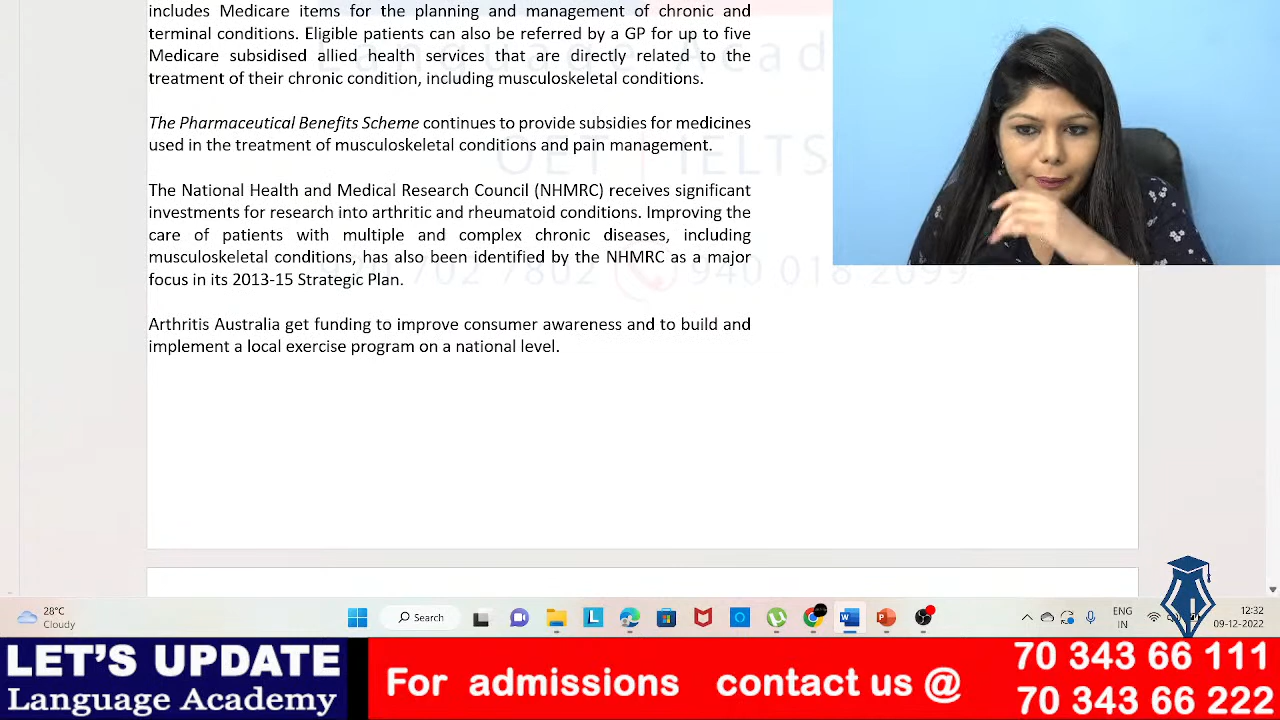 includes Medicare items for the planning and management of chronic and
terminal conditions. Eligible patients can also be referred by a GP for up to five
Medicare subsidised allied health services that are directly related to the
treatment of their chronic condition, including musculoskeletal conditions.
The Pharmaceutical Benefits Scheme continues to provide subsidies for medicines
used in the treatment of musculoskeletal conditions and pain management.
OET | IELTS
The National Health and Medical Research Council (NHMRC) receives significant
investments for research into arthritic and rheumatoid conditions. Improving the
care of patients with multiple and complex chronic diseases, including
musculoskeletal conditions, has also been identified by the NHMRC as a major
focus in its 2013-15 Strategic Plan.
940 018 2099
Arthritis Australia get funding to improve consumer awareness and to build and
implement a local exercise program on a national level.
28°C
Cloudy
Search
ENG
IN
12:32
09-12-2022
LET'S UPDATE
Language Academy
For admissions contact us @
70 343 66 111
70 343 66 222